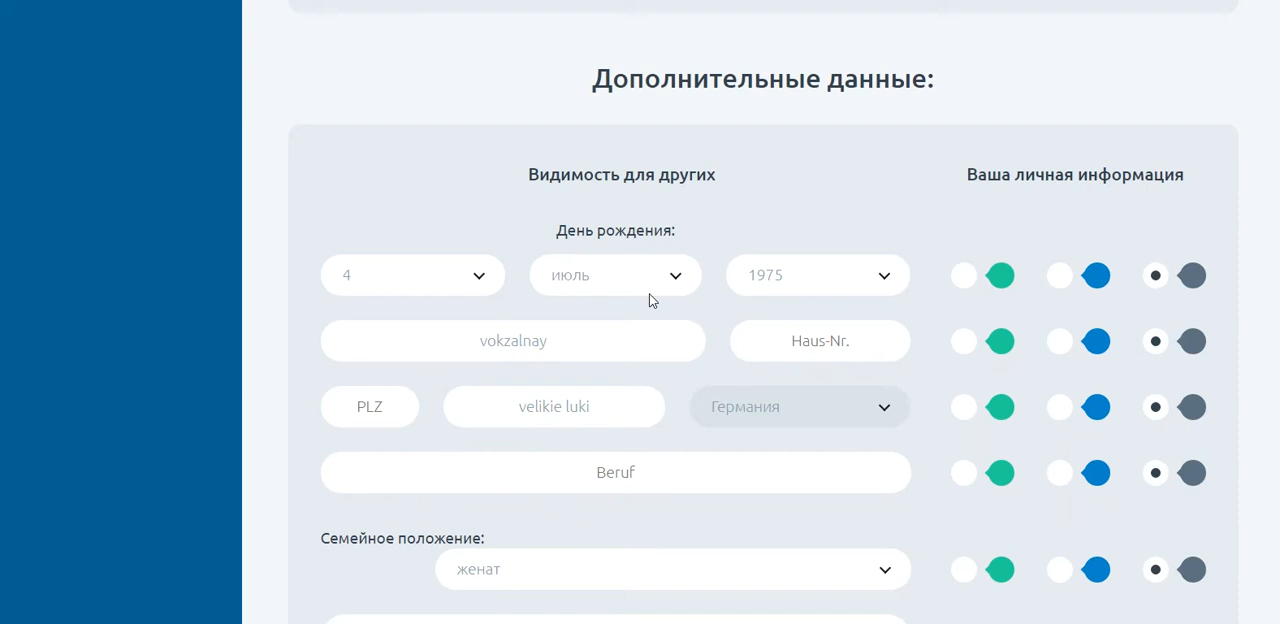 Дополнительные данные:
Видимость для других
Ваша личная информация
День рождения:
4
июль
1975
vokzalnay
Haus-Nr.
PLZ
velikie luki
Германия
Beruf
Семейное положение:
женат